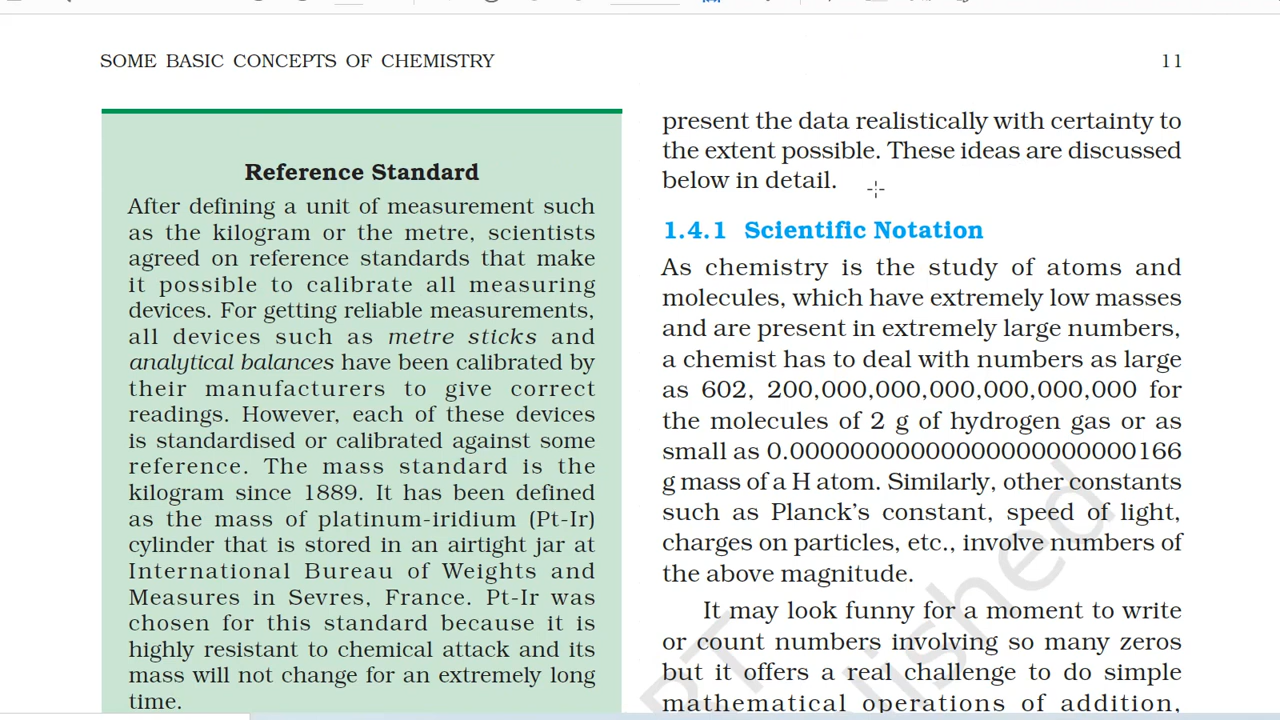 SOME BASIC CONCEPTS OF CHEMISTRY
11
Reference Standard
After defining a unit of measurement such
as the kilogram or the metre, scientists
agreed on reference standards that make
it possible to calibrate all measuring
devices. For getting reliable measurements,
all devices such as metre sticks and
analytical balances have been calibrated by
their manufacturers to give correct
readings. However, each of these devices
is standardised or calibrated against some
reference. The mass standard is the
kilogram since 1889. It has been defined
as the mass of platinum-iridium (Pt-Ir)
cylinder that is stored in an airtight jar at
International Bureau of Weights and
Measures in Sevres, France. Pt-Ir was
chosen for this standard because it is
highly resistant to chemical attack and its
mass will not change for an extremely long
time.
present the data realistically with certainty to
the extent possible. These ideas are discussed
below in detail.
1.4.1 Scientific Notation
As chemistry is the study of atoms and
molecules, which have extremely low masses
and are present in extremely large numbers,
a chemist has to deal with numbers as large
as 602, 200,000,000,000,000,000,000 for
the molecules of 2 g of hydrogen gas or as
small as 0.00000000000000000000000166
g mass of a H atom. Similarly, other constants
such as Planck's constant, speed of light,
charges on particles, etc., involve numbers of
the above magnitude.
It may look funny for a moment to write
or count numbers involving so many zeros
but it offers a real challenge to do simple
mathematical operations of addition,